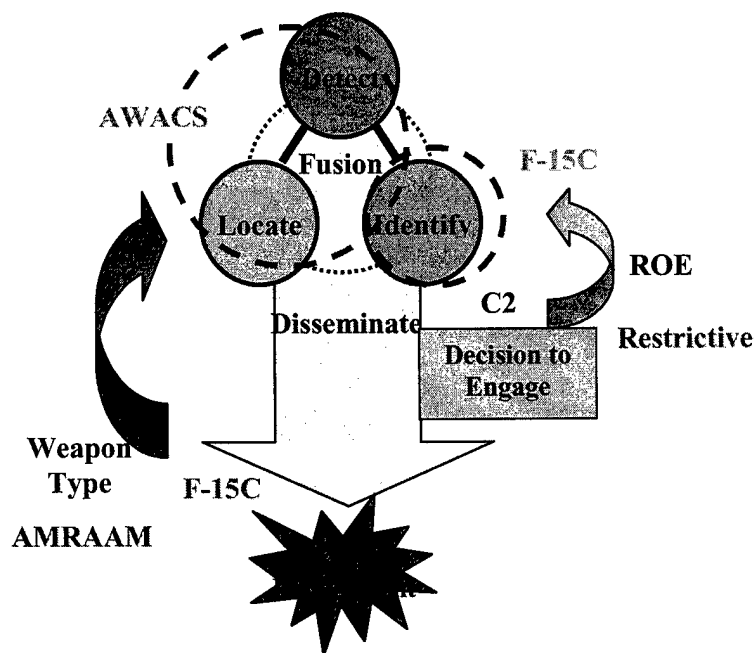 Detect
AWACS
Fusion
F-15C
Locate
Identify
ROE
C2
Disseminate
Restrictive
Decision to
Engage
Weapon
Type
F-15C
AMRAAM